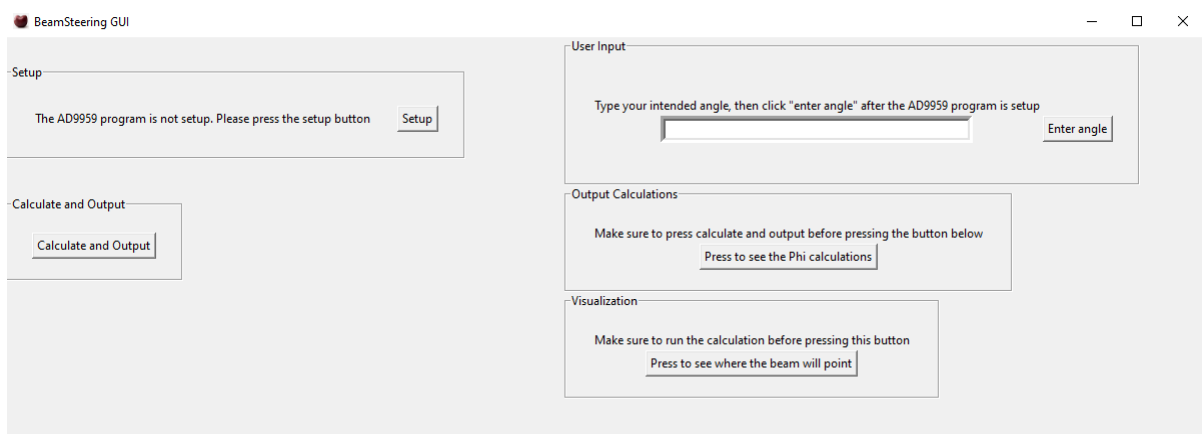 BeamSteering GUI
Setup
The AD9959 program is not setup. Please press the setup button
Setup
Calculate and Output
Calculate and Output
User Input
Type your intended angle, then click "enter angle" after the AD9959 program is setup
Enter angle
Output Calculations
Make sure to press calculate and output before pressing the button below
Press to see the Phi calculations
Visualization
Make sure to run the calculation before pressing this button
Press to see where the beam will point